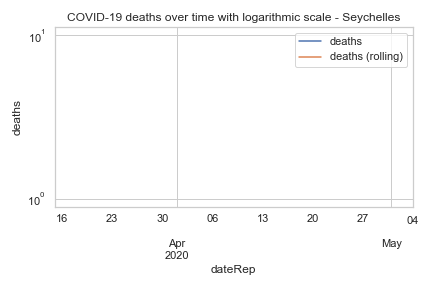 COVID-19 deaths over time with logarithmic scale - Seychelles
deaths
deaths (rolling)
10¹
deaths
10⁰
16 23 30 06 13 20 27 04
Apr May
2020
dateRep